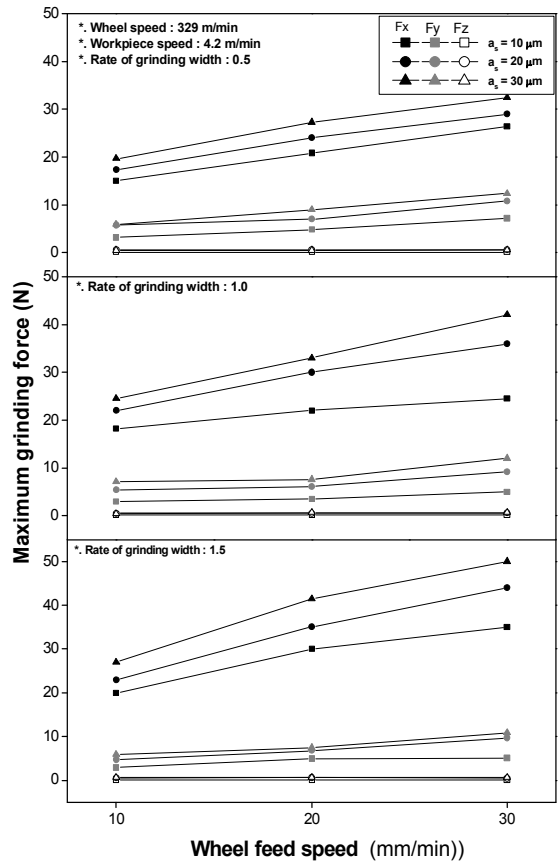 *. Wheel speed : 329 m/min
*. Workpiece speed : 4.2 m/min
*. Rate of grinding width : 0.5
Fx Fy Fz
aₛ = 10 μm
aₛ = 20 μm
aₛ = 30 μm
50
40
30
20
10
0
*. Rate of grinding width : 1.0
50
40
30
20
10
0
*. Rate of grinding width : 1.5
50
40
30
20
10
0
10 20 30
Maximum grinding force (N)
Wheel feed speed (mm/min))